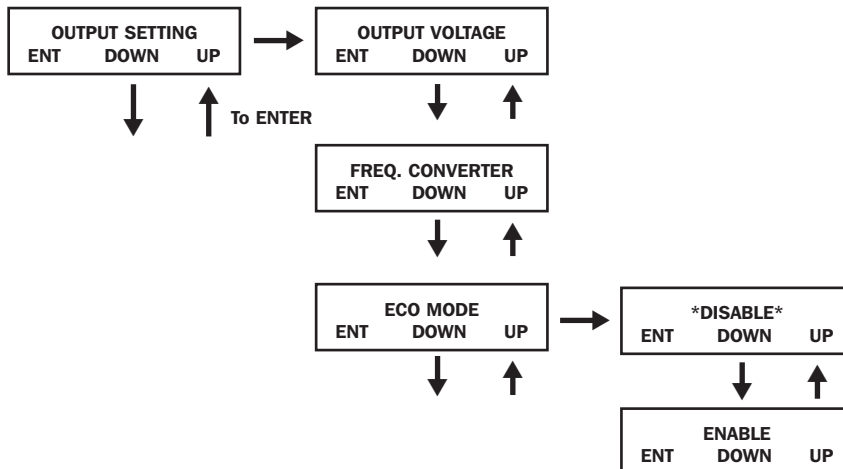 OUTPUT SETTING
ENT DOWN UP
To ENTER
OUTPUT VOLTAGE
ENT DOWN UP
FREQ. CONVERTER
ENT DOWN UP
ECO MODE
ENT DOWN UP
*DISABLE*
ENT DOWN UP
ENABLE
ENT DOWN UP